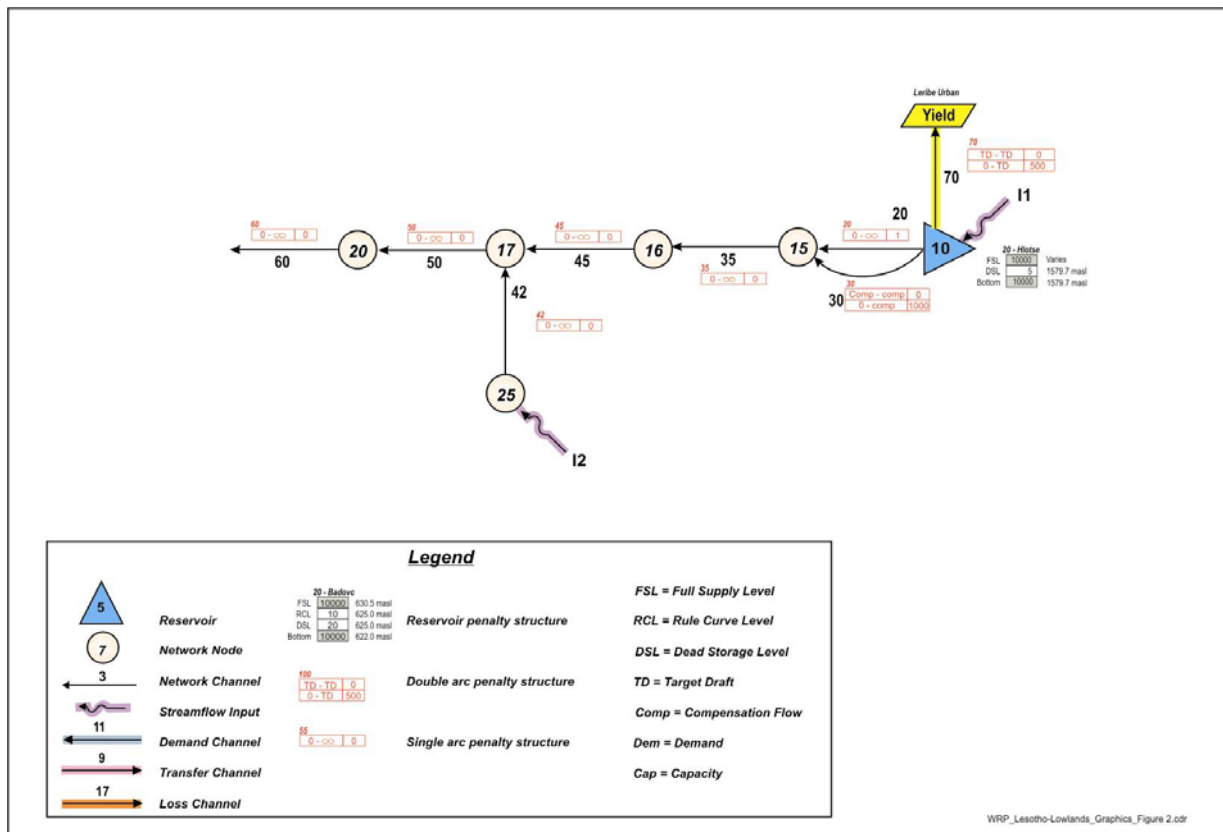 Leribe Urban
Yield
70
TD - TD 0
0 - TD 500
70
I1
20
20
0 - ∞ 1
10
20 - Hlotse
FSL 10000 Varies
DSL 5 1579.7 masl
Bottom 10000 1579.7 masl
60
0 - ∞ 0
60
20
50
0 - ∞ 0
50
17
45
0 - ∞ 0
45
16
35
35
0 - ∞ 0
15
30
30
Comp - comp 0
0 - comp 1000
42
42
0 - ∞ 0
25
I2
Legend
5 Reservoir
7 Network Node
3 Network Channel
Streamflow Input
11 Demand Channel
9 Transfer Channel
17 Loss Channel
20 - Badovc
FSL 10000 630.5 masl
RCL 10 625.0 masl
DSL 20 625.0 masl
Bottom 10000 622.0 masl
Reservoir penalty structure
100
TD - TD 0
0 - TD 500
Double arc penalty structure
55
0 - ∞ 0
Single arc penalty structure
FSL = Full Supply Level
RCL = Rule Curve Level
DSL = Dead Storage Level
TD = Target Draft
Comp = Compensation Flow
Dem = Demand
Cap = Capacity
WRP_Lesotho-Lowlands_Graphics_Figure 2.cdr